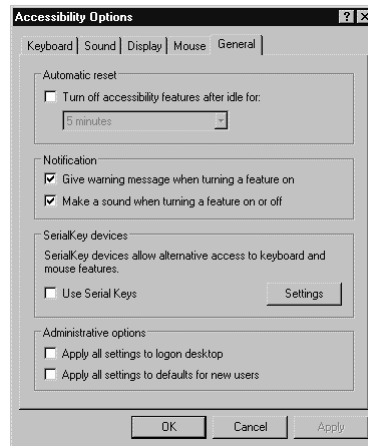 Accessibility Options
Keyboard Sound Display Mouse General
Automatic reset
Turn off accessibility features after idle for:
5 minutes
Notification
Give warning message when turning a feature on
Make a sound when turning a feature on or off
SerialKey devices
SerialKey devices allow alternative access to keyboard and
mouse features.
Use Serial Keys Settings
Administrative options
Apply all settings to logon desktop
Apply all settings to defaults for new users
OK Cancel Apply